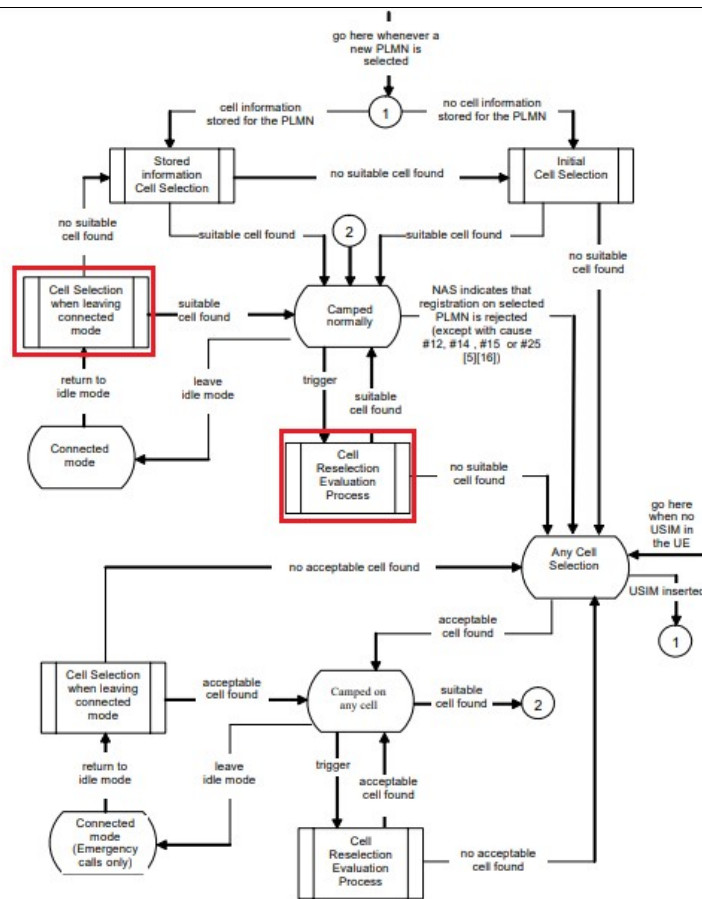 go here whenever a
new PLMN is
selected
cell information
stored for the PLMN
1
no cell information
stored for the PLMN
Stored
information
Cell Selection
no suitable cell found
Initial
Cell Selection
no suitable
cell found
suitable cell found
2
suitable cell found
no suitable
cell found
Cell Selection
when leaving
connected
mode
suitable
cell found
Camped
normally
NAS indicates that
registration on selected
PLMN is rejected
(except with cause
#12, #14 , #15 or #25
[5][16])
return to
idle mode
leave
idle mode
trigger
suitable
cell found
Connected
mode
Cell
Reselection
Evaluation
Process
no suitable
cell found
go here
when no
USIM in
the UE
no acceptable cell found
Any Cell
Selection
USIM inserted
1
acceptable
cell found
Cell Selection
when leaving
connected
mode
acceptable
cell found
Camped on
any cell
suitable
cell found
2
return to
idle mode
leave
idle mode
trigger
acceptable
cell found
Connected
mode
(Emergency
calls only)
Cell
Reselection
Evaluation
Process
no acceptable
cell found